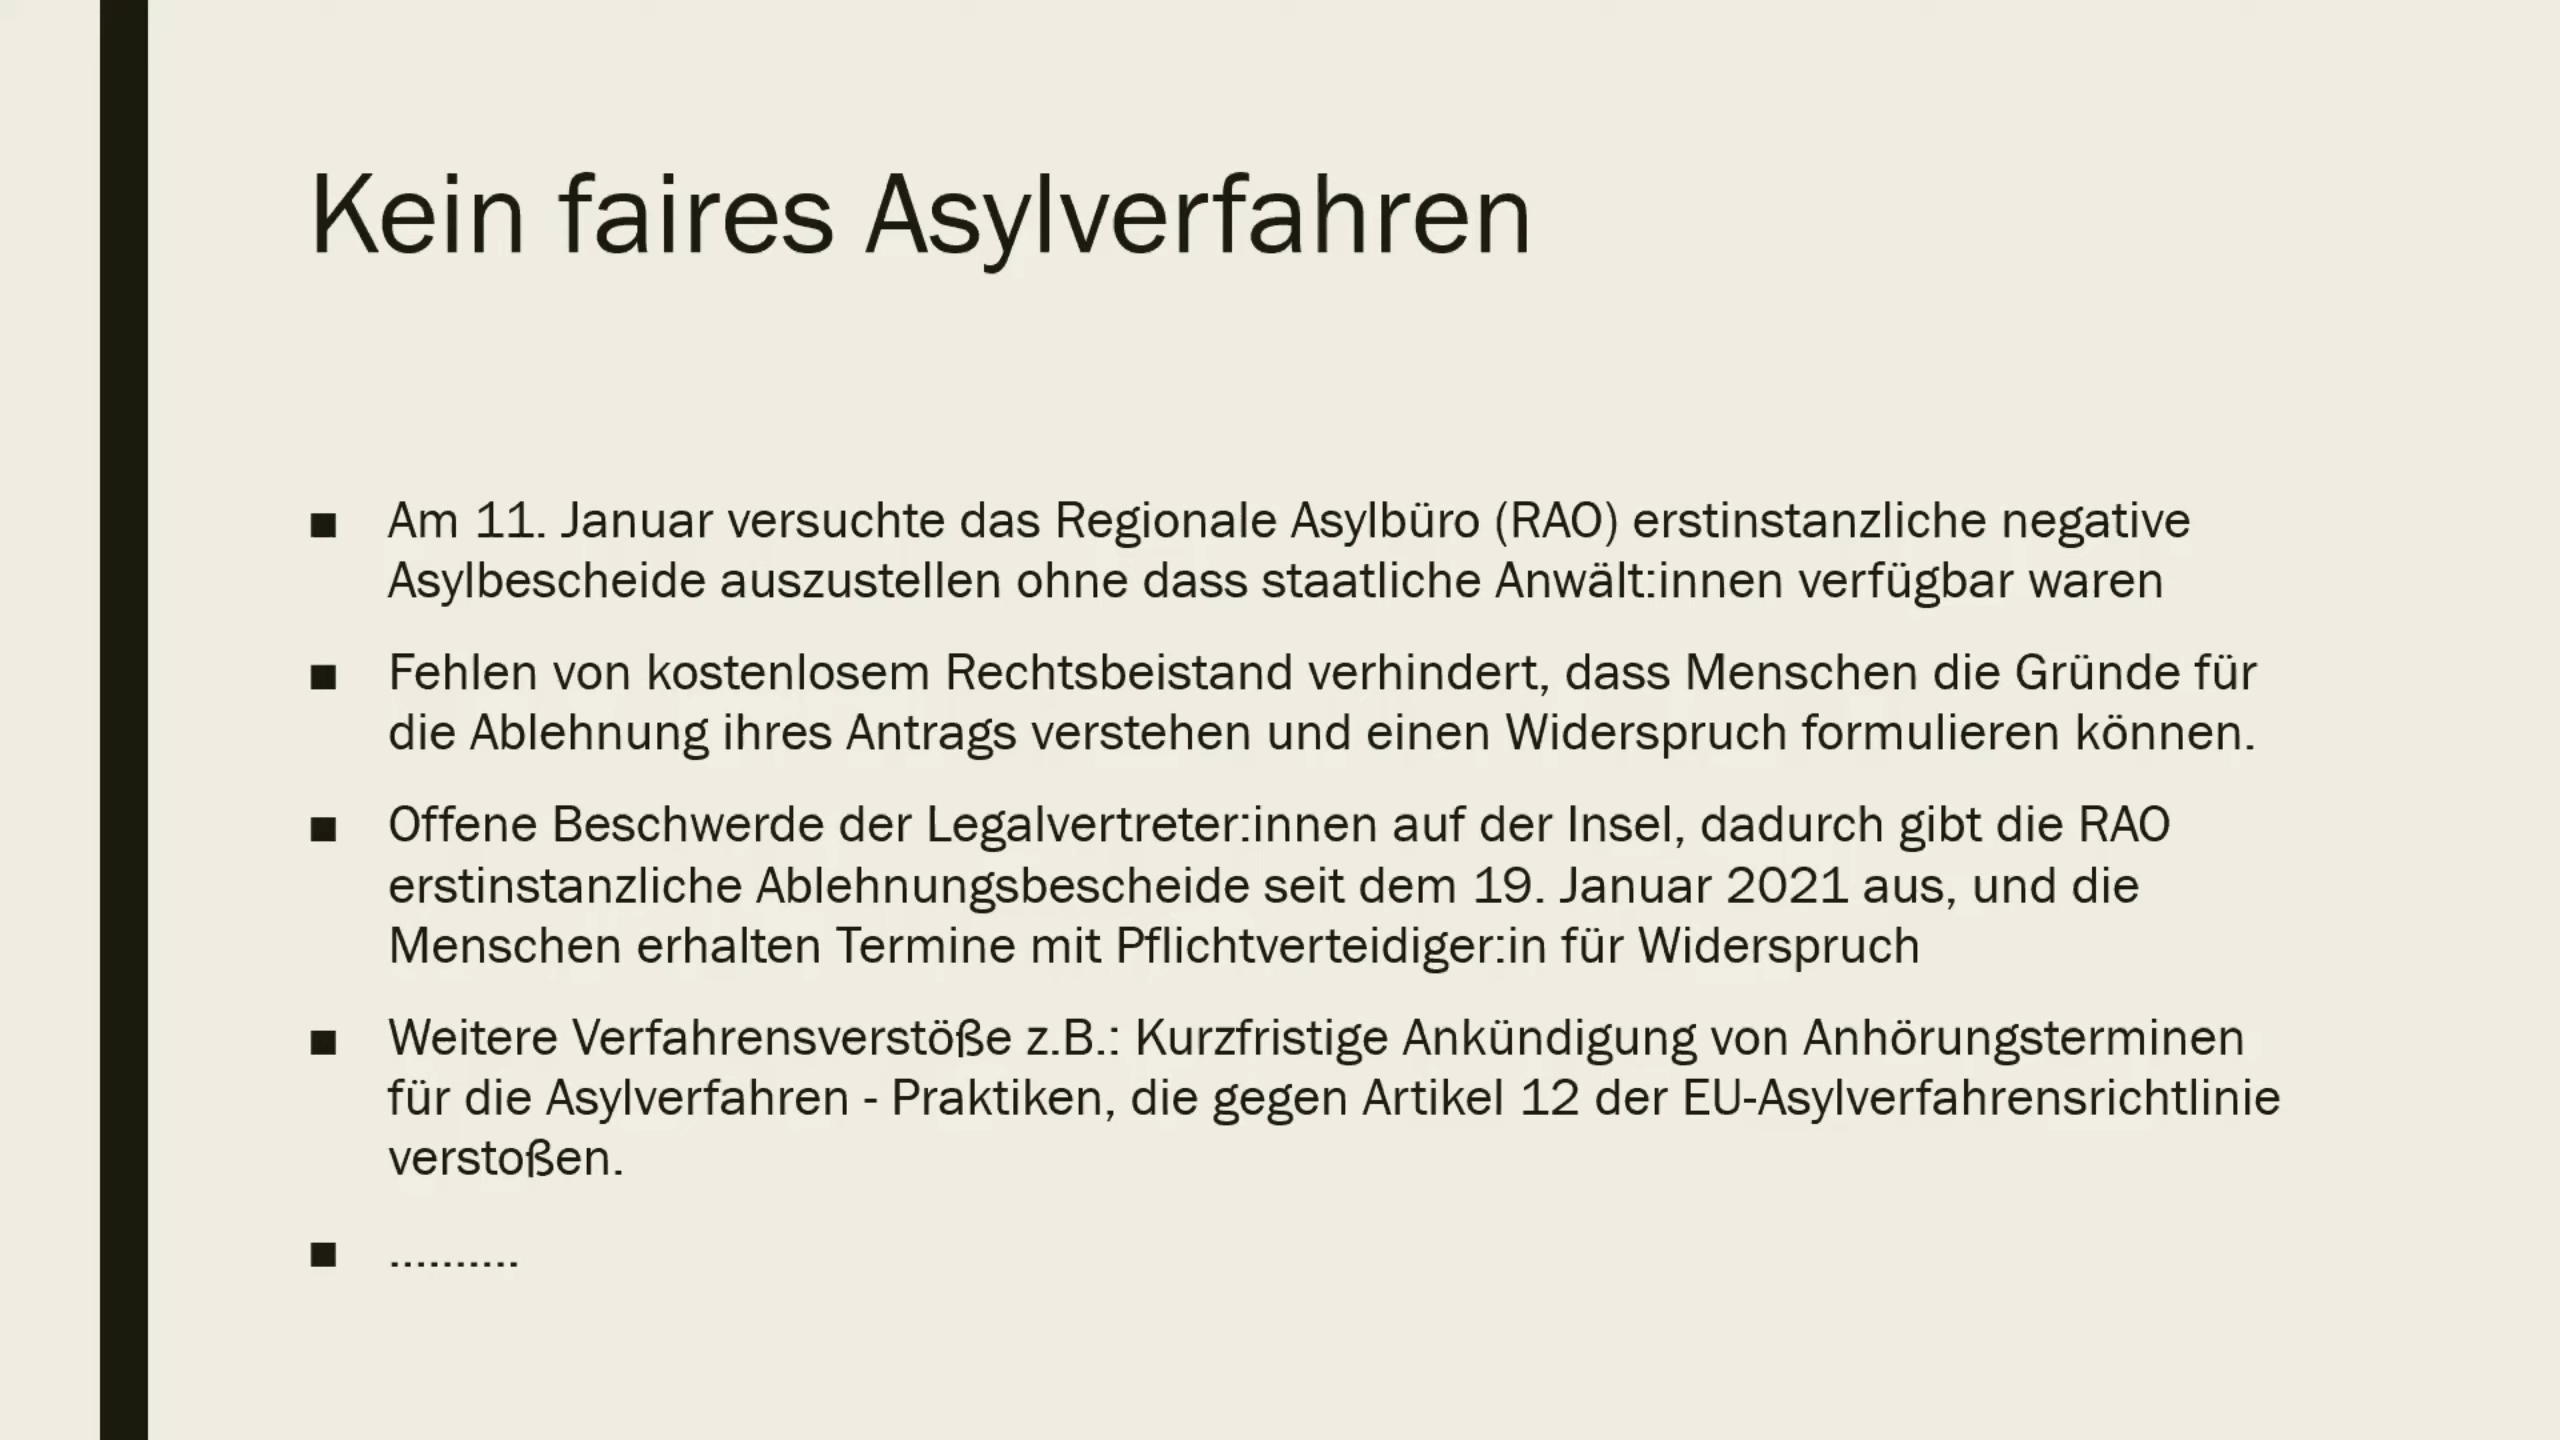 Kein faires Asylverfahren
■ Am 11. Januar versuchte das Regionale Asylbüro (RAO) erstinstanzliche negative
Asylbescheide auszustellen ohne dass staatliche Anwält:innen verfügbar waren
■ Fehlen von kostenlosem Rechtsbeistand verhindert, dass Menschen die Gründe für
die Ablehnung ihres Antrags verstehen und einen Widerspruch formulieren können.
■ Offene Beschwerde der Legalvertreter:innen auf der Insel, dadurch gibt die RAO
erstinstanzliche Ablehnungsbescheide seit dem 19. Januar 2021 aus, und die
Menschen erhalten Termine mit Pflichtverteidiger:in für Widerspruch
■ Weitere Verfahrensverstöße z.B.: Kurzfristige Ankündigung von Anhörungsterminen
für die Asylverfahren - Praktiken, die gegen Artikel 12 der EU-Asylverfahrensrichtlinie
verstoßen.
■ ..........